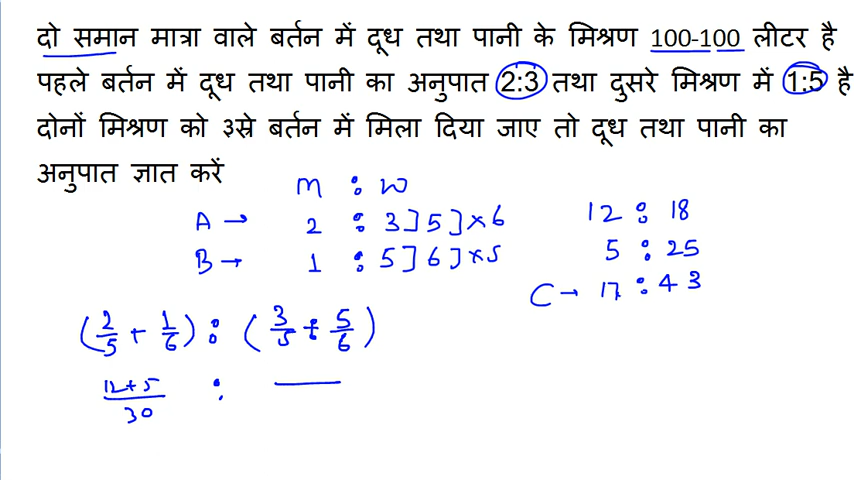 दो समान मात्रा वाले बर्तन में दूध तथा पानी के मिश्रण 100-100 लीटर है
पहले बर्तन में दूध तथा पानी का अनुपात 2:3 तथा दुसरे मिश्रण में 1:5 है
दोनों मिश्रण को ३स्रे बर्तन में मिला दिया जाए तो दूध तथा पानी का
अनुपात ज्ञात करें
M : W
A → 2 : 3]5]×6
B → 1 : 5]6]×5
12 : 18
5 : 25
C → 17 : 43
(2/5 + 1/6) : (3/5 + 5/6)
12+5/30 : ―